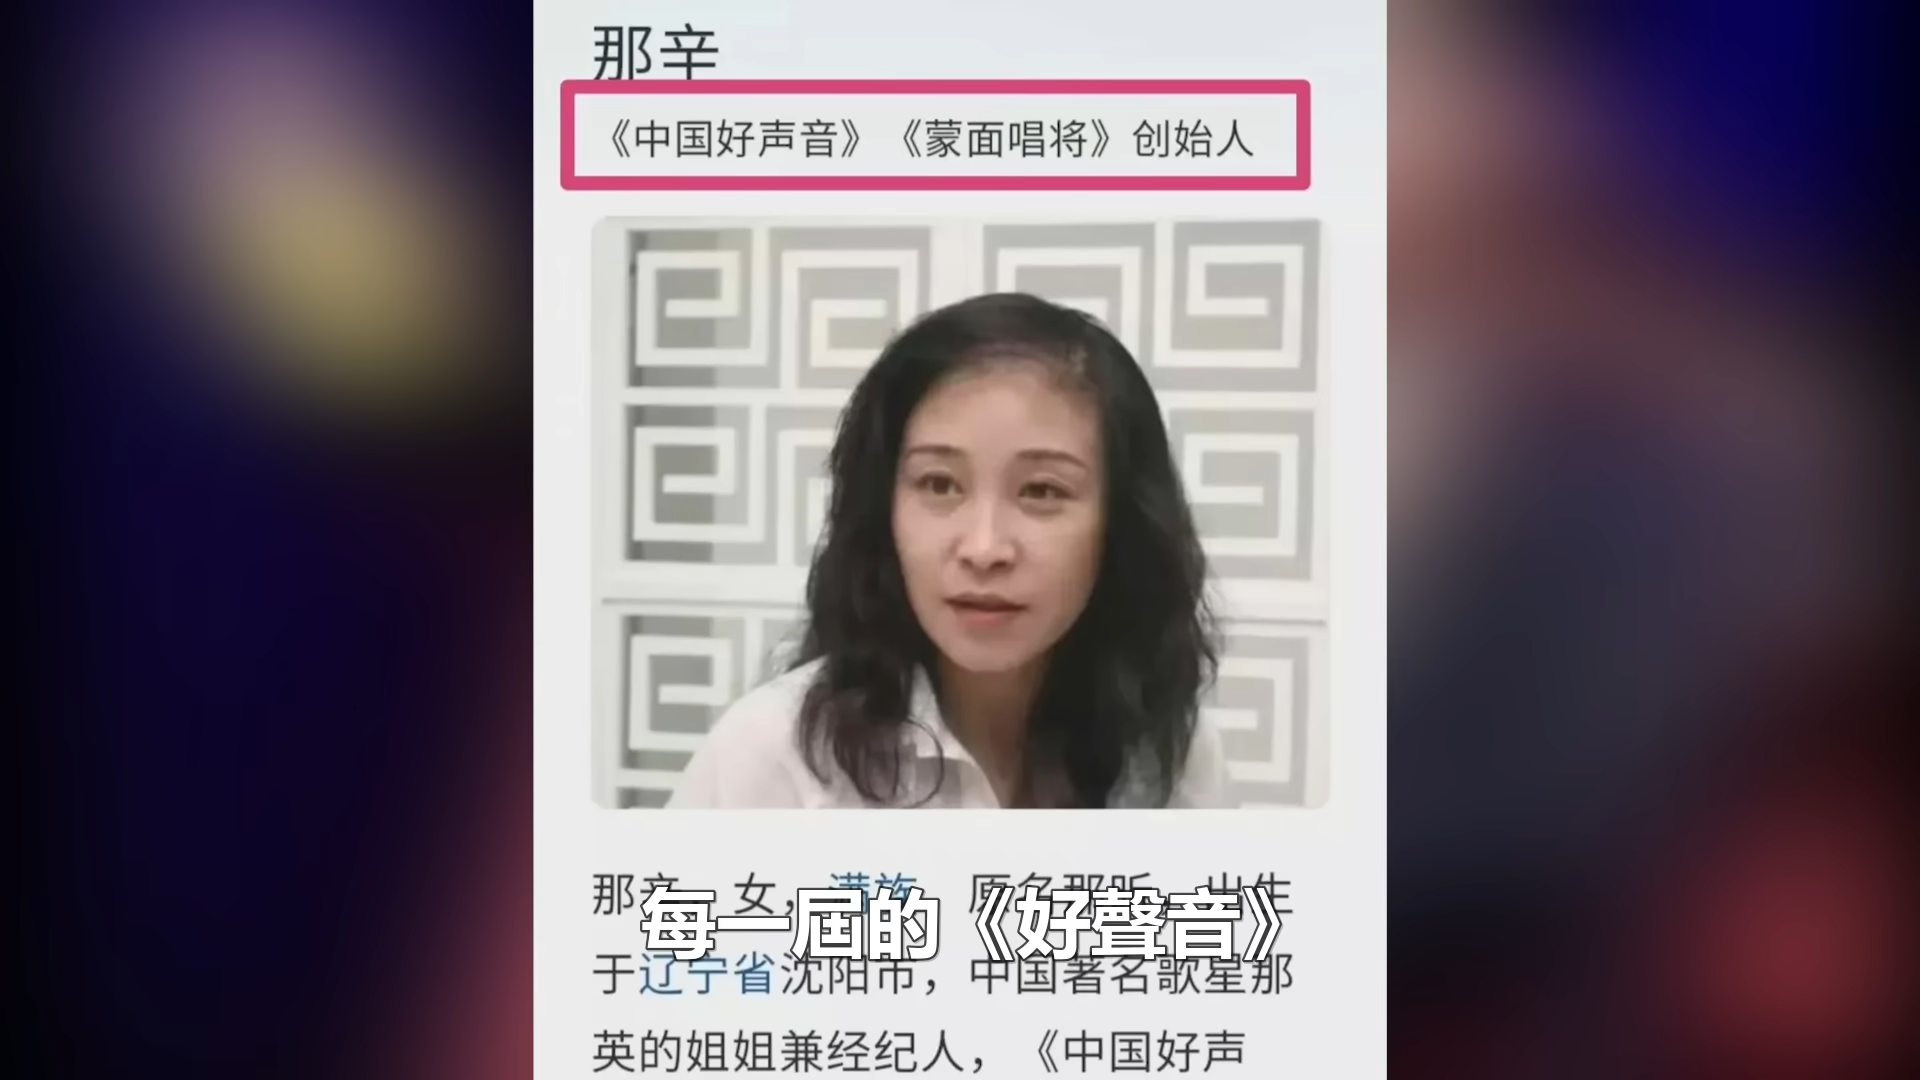 那辛
《中国好声音》《蒙面唱将》创始人
那辛，女，满族，原名那昕，出生
每一屆的《好聲音》
于辽宁省沈阳市，中国著名歌星那
英的姐姐兼经纪人，《中国好声